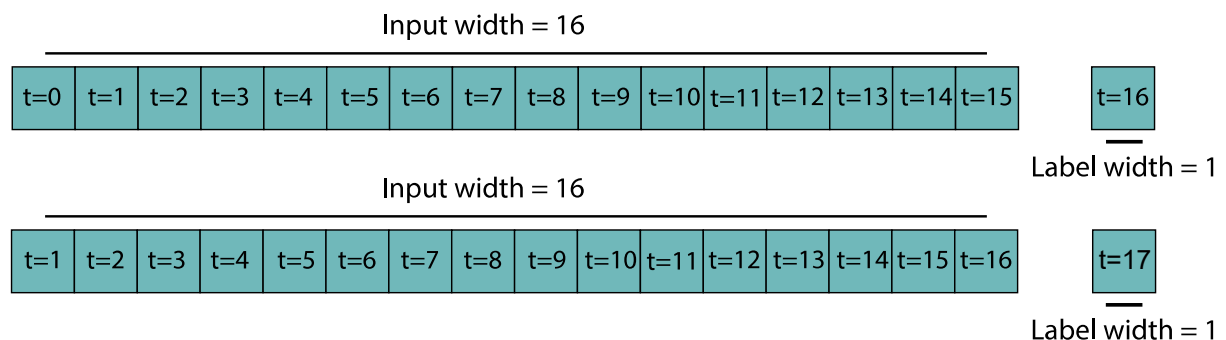 Input width = 16
t=0 t=1 t=2 t=3 t=4 t=5 t=6 t=7 t=8 t=9 t=10 t=11 t=12 t=13 t=14 t=15 t=16
Label width = 1
Input width = 16
t=1 t=2 t=3 t=4 t=5 t=6 t=7 t=8 t=9 t=10 t=11 t=12 t=13 t=14 t=15 t=16 t=17
Label width = 1